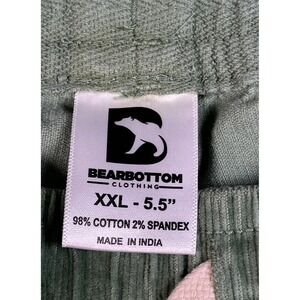 BEARBOTTOM
CLOTHING
XXL - 5.5"
98% COTTON 2% SPANDEX
MADE IN INDIA